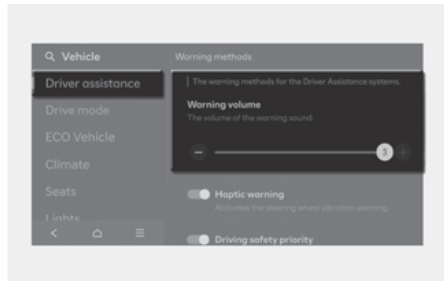 Vehicle
Warning methods
Driver assistance
The warning methods for the Driver Assistance systems.
Drive mode
Warning volume
The volume of the warning sound.
ECO Vehicle
3
Climate
Seats
Haptic warning
Activates the steering wheel vibration warning.
Lights
Driving safety priority